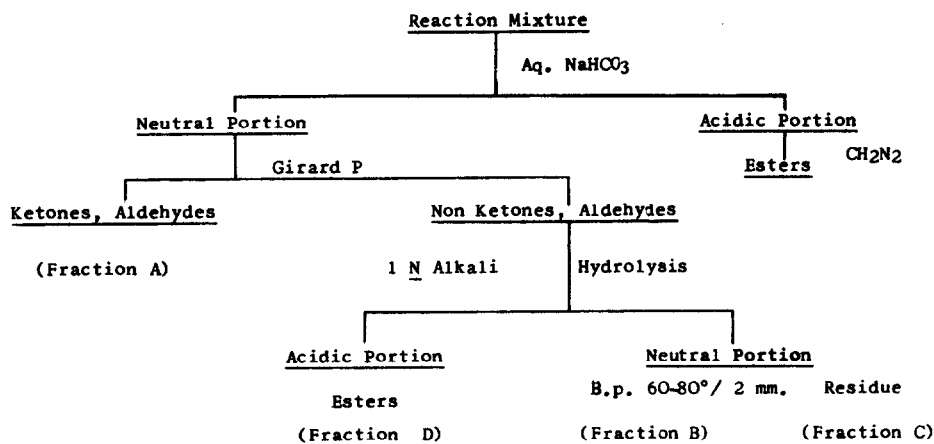 Reaction Mixture
Aq. NaHCO3
Neutral Portion
Acidic Portion
CH2N2
Esters
Girard P
Ketones, Aldehydes
Non Ketones, Aldehydes
(Fraction A)
1 N Alkali
Hydrolysis
Acidic Portion
Neutral Portion
Esters
B.p. 60-80°/ 2 mm.
Residue
(Fraction D)
(Fraction B)
(Fraction C)